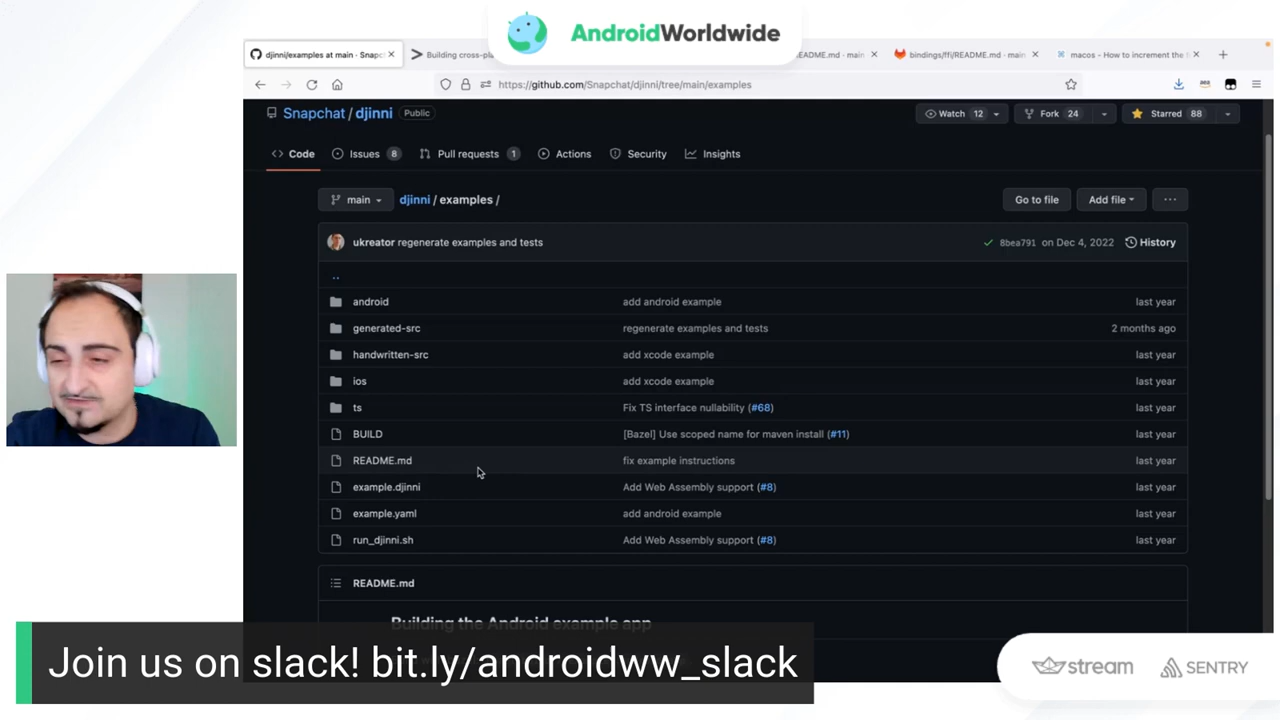 AndroidWorldwide
djinni/examples at main · Snapc
Building cross-pla
EADME.md · main
bindings/ffi/README.md · main
macos - How to increment the S
https://github.com/Snapchat/djinni/tree/main/examples
Snapchat / djinni Public
Watch 12 Fork 24 Starred 88
Code Issues 8 Pull requests 1 Actions Security Insights
main djinni / examples / Go to file Add file ...
ukreator regenerate examples and tests 8bea791 on Dec 4, 2022 History
..
android add android example last year
generated-src regenerate examples and tests 2 months ago
handwritten-src add xcode example last year
ios add xcode example last year
ts Fix TS interface nullability (#68) last year
BUILD [Bazel] Use scoped name for maven install (#11) last year
README.md fix example instructions last year
example.djinni Add Web Assembly support (#8) last year
example.yaml add android example last year
run_djinni.sh Add Web Assembly support (#8) last year
README.md
Building the Android example app
Join us on slack! bit.ly/androidww_slack
stream SENTRY